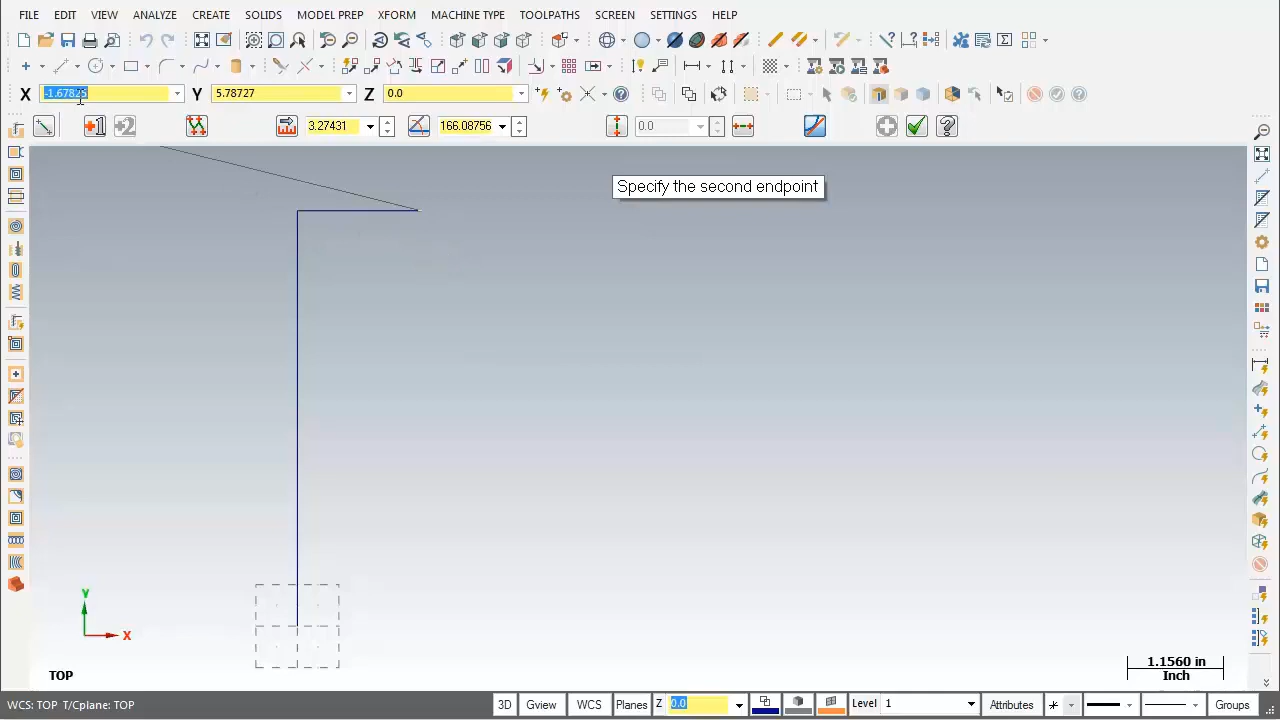 FILE EDIT VIEW ANALYZE CREATE SOLIDS MODEL PREP XFORM MACHINE TYPE TOOLPATHS SCREEN SETTINGS HELP
X -1.67825 Y 5.78727 Z 0.0
+1 +2 3.27431 166.08756 0.0
Specify the second endpoint
Y
X
TOP
1.1560 in
Inch
WCS: TOP T/Cplane: TOP 3D Gview WCS Planes Z 0.0 Level 1 Attributes Groups